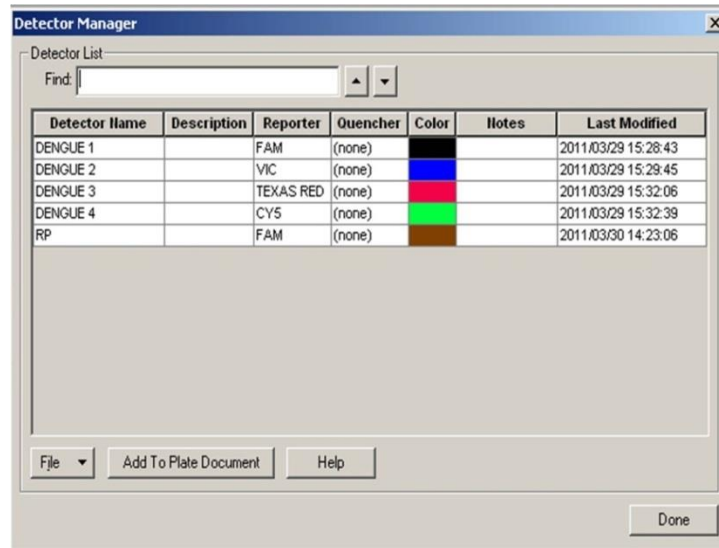 Detector Manager
Detector List
Find:
Detector Name Description Reporter Quencher Color Notes Last Modified
DENGUE 1 FAM (none) 2011/03/29 15:28:43
DENGUE 2 VIC (none) 2011/03/29 15:29:45
DENGUE 3 TEXAS RED (none) 2011/03/29 15:32:06
DENGUE 4 CY5 (none) 2011/03/29 15:32:39
RP FAM (none) 2011/03/30 14:23:06
File Add To Plate Document Help
Done